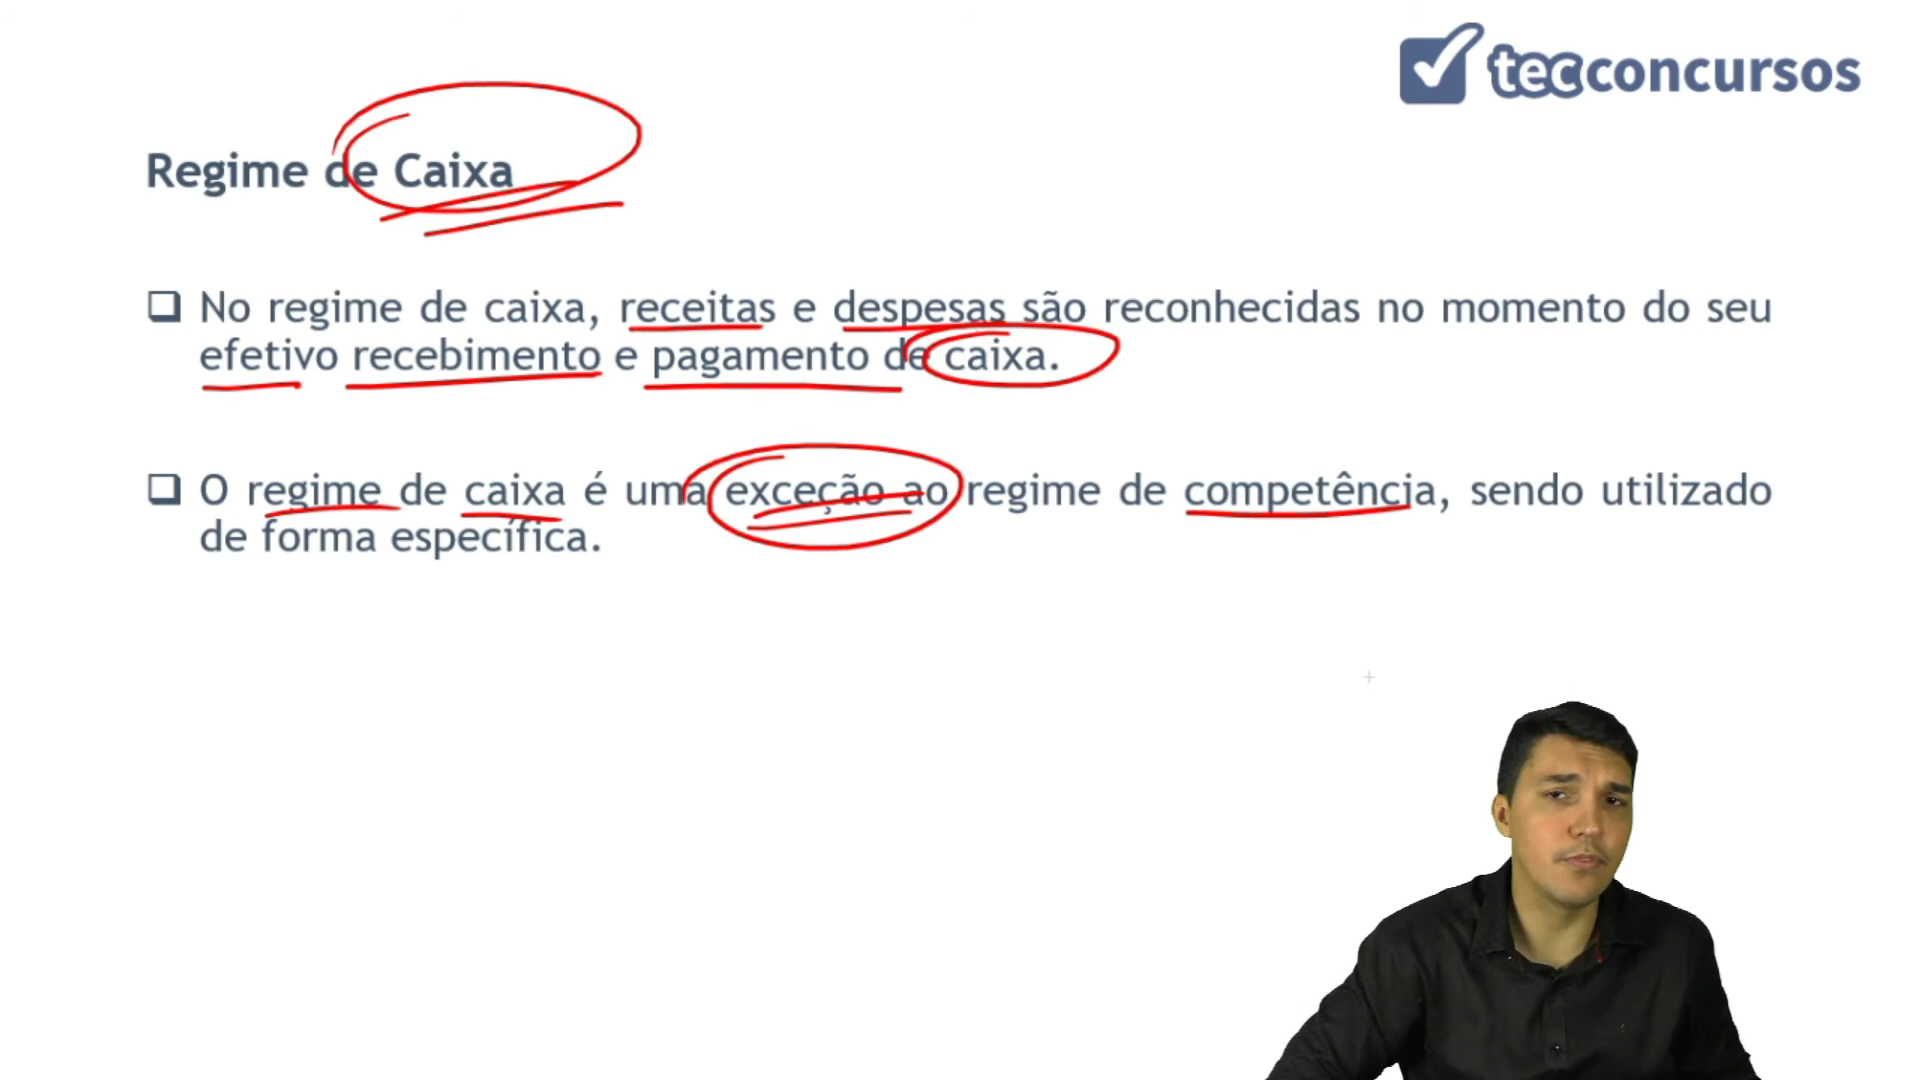 tecconcursos
Regime de Caixa
No regime de caixa, receitas e despesas são reconhecidas no momento do seu
efetivo recebimento e pagamento de caixa.
O regime de caixa é uma exceção ao regime de competência, sendo utilizado
de forma específica.